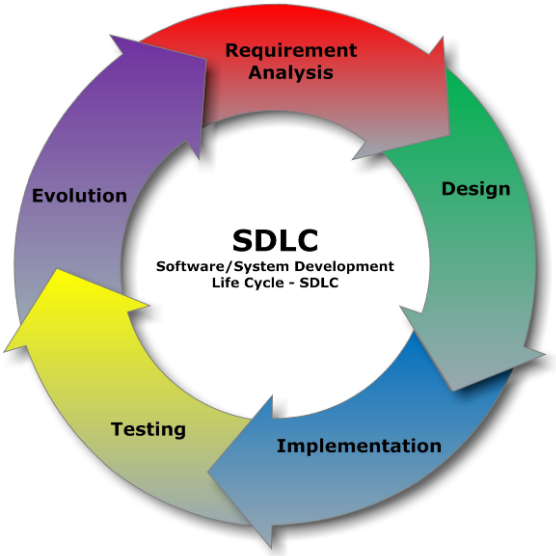 Requirement
Analysis
Design
Evolution
SDLC
Software/System Development
Life Cycle - SDLC
Testing
Implementation